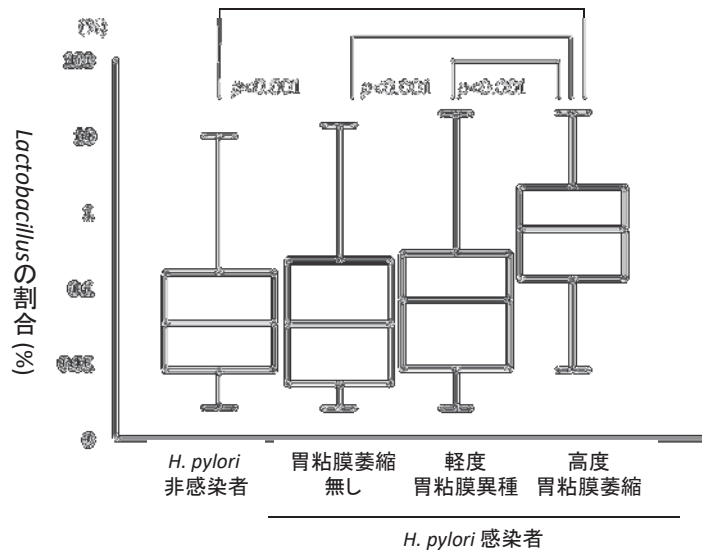 (%)
100
p<0.001
p<0.001
p<0.001
10
1
0.1
0
Lactobacillusの割合 (%)
H. pylori
非感染者
胃粘膜萎縮
無し
軽度
胃粘膜異種
高度
胃粘膜萎縮
H. pylori 感染者